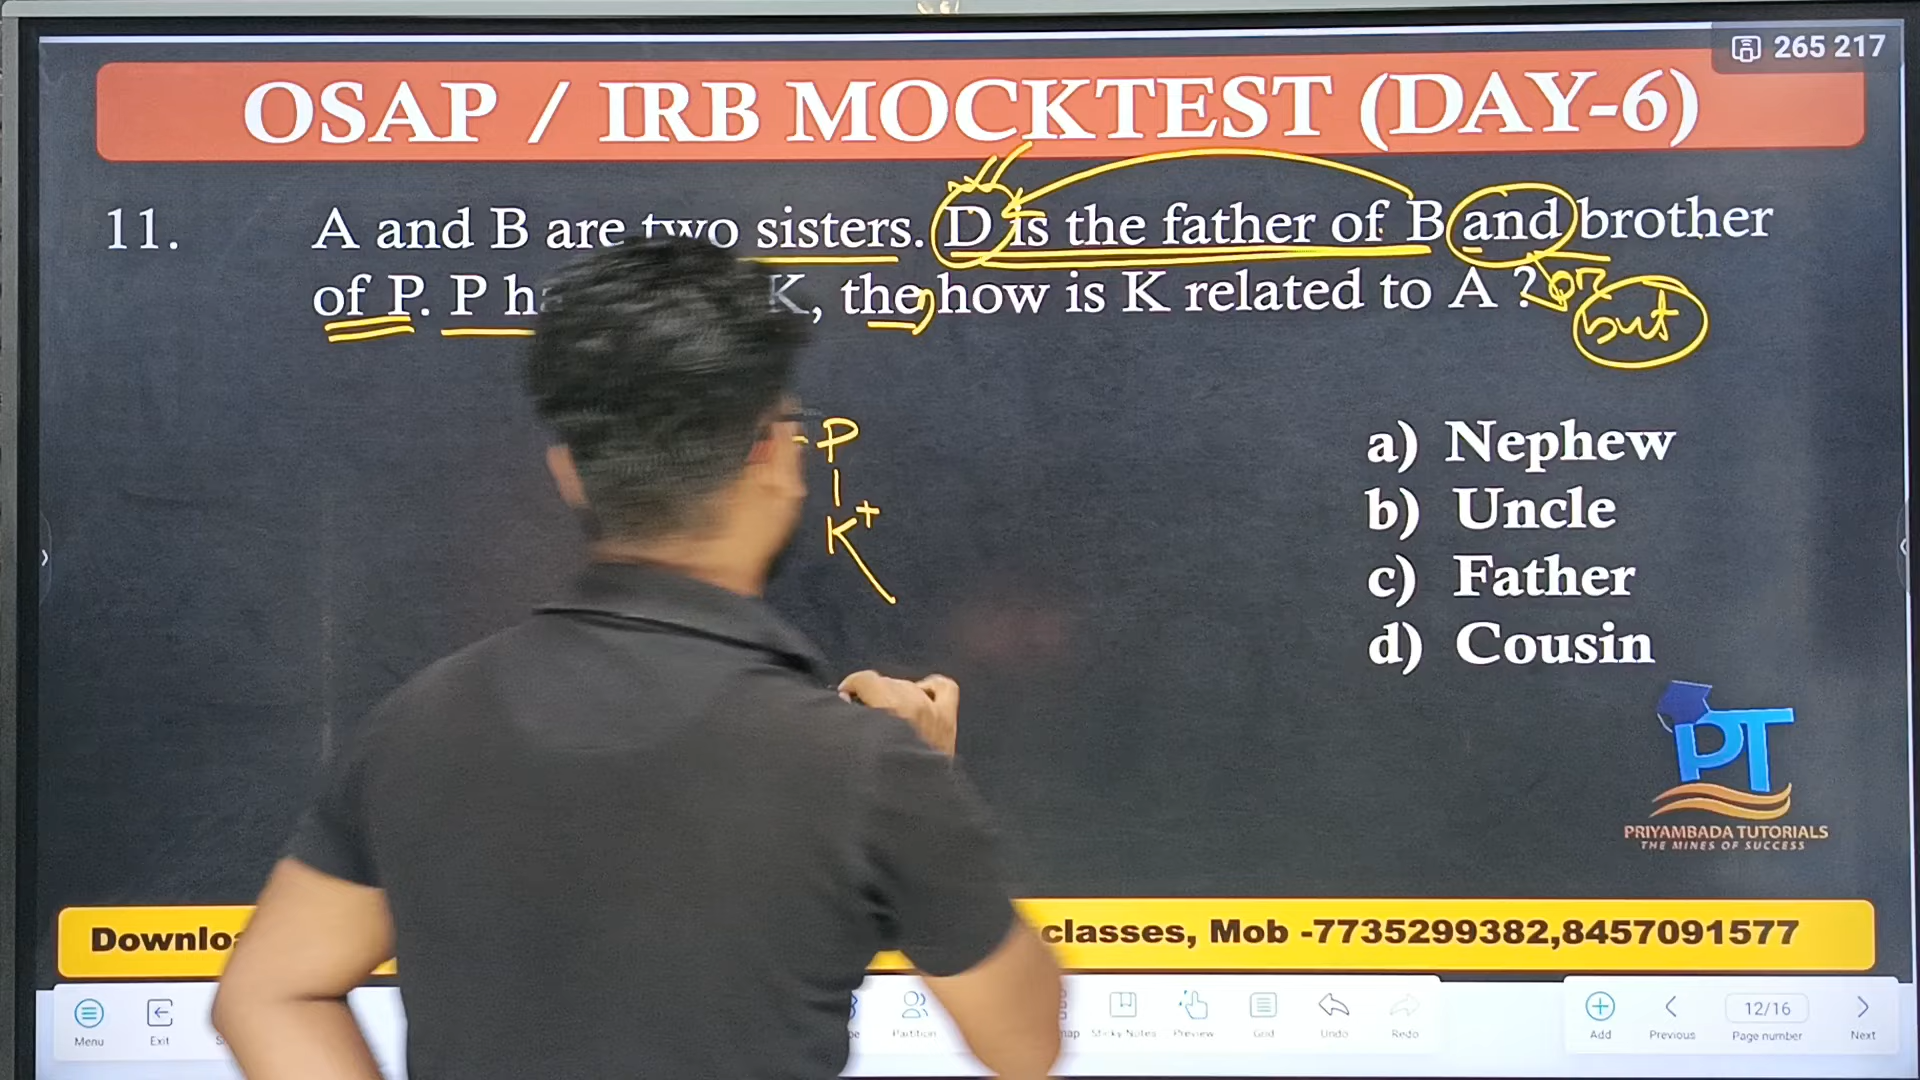 265 217
OSAP / IRB MOCKTEST (DAY-6)
11. A and B are two sisters. D is the father of B and brother
of P. P K, the, how is K related to A ? or
but
P
K+
a) Nephew
b) Uncle
c) Father
d) Cousin
PT
PRIYAMBADA TUTORIALS
THE MINES OF SUCCESS
classes, Mob -7735299382,8457091577
Menu Exit Partition Sticky Notes Preview Grid Undo Redo Add Previous 12/16 Page number Next